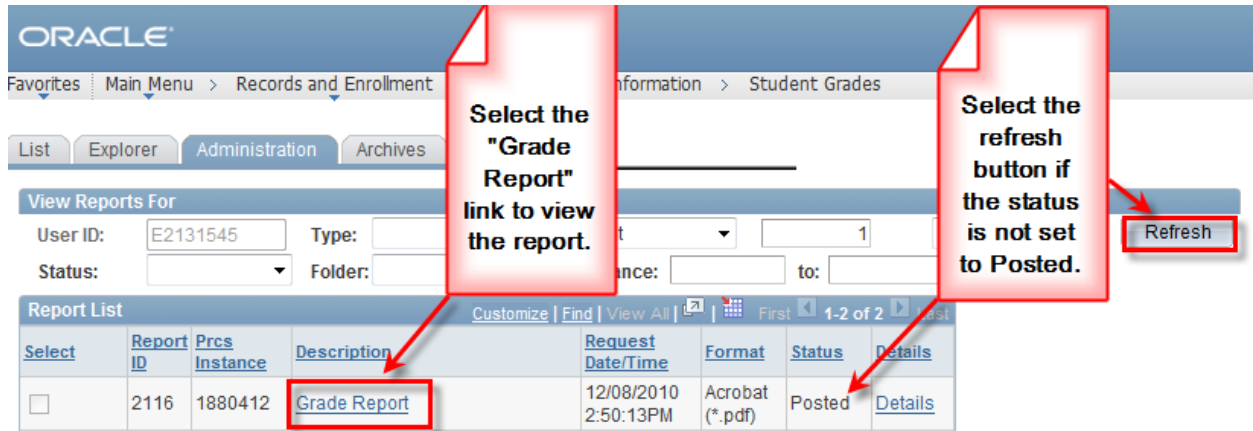 ORACLE
Favorites Main Menu > Records and Enrollment > Student Grades
List Explorer Administration Archives
Select the
"Grade
Report"
link to view
the report.
Select the
refresh
button if
the status
is not set
to Posted.
View Reports For
User ID: E2131545 Type: 1 Refresh
Status: Folder: to:
Report List Customize | Find | View All | First 1-2 of 2 Last
Select Report ID Prcs Instance Description Request Date/Time Format Status Details
2116 1880412 Grade Report 12/08/2010 2:50:13PM Acrobat (*.pdf) Posted Details